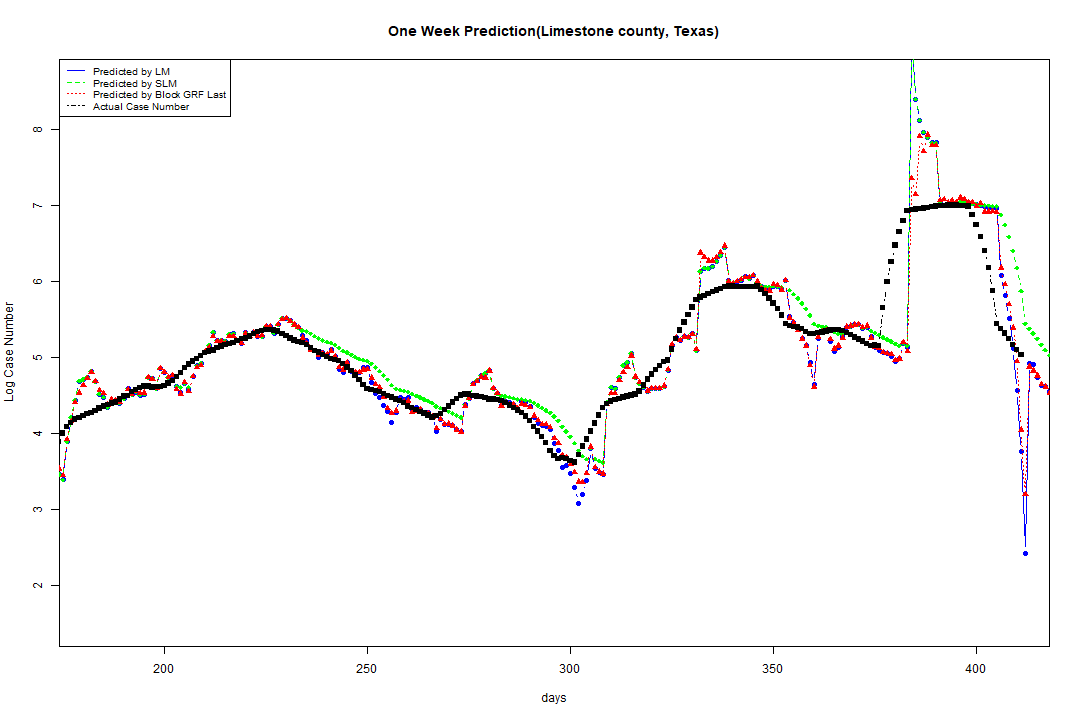 One Week Prediction(Limestone county, Texas)
Predicted by LM
Predicted by SLM
Predicted by Block GRF Last
Actual Case Number
8
7
6
5
4
3
2
Log Case Number
200 250 300 350 400
days